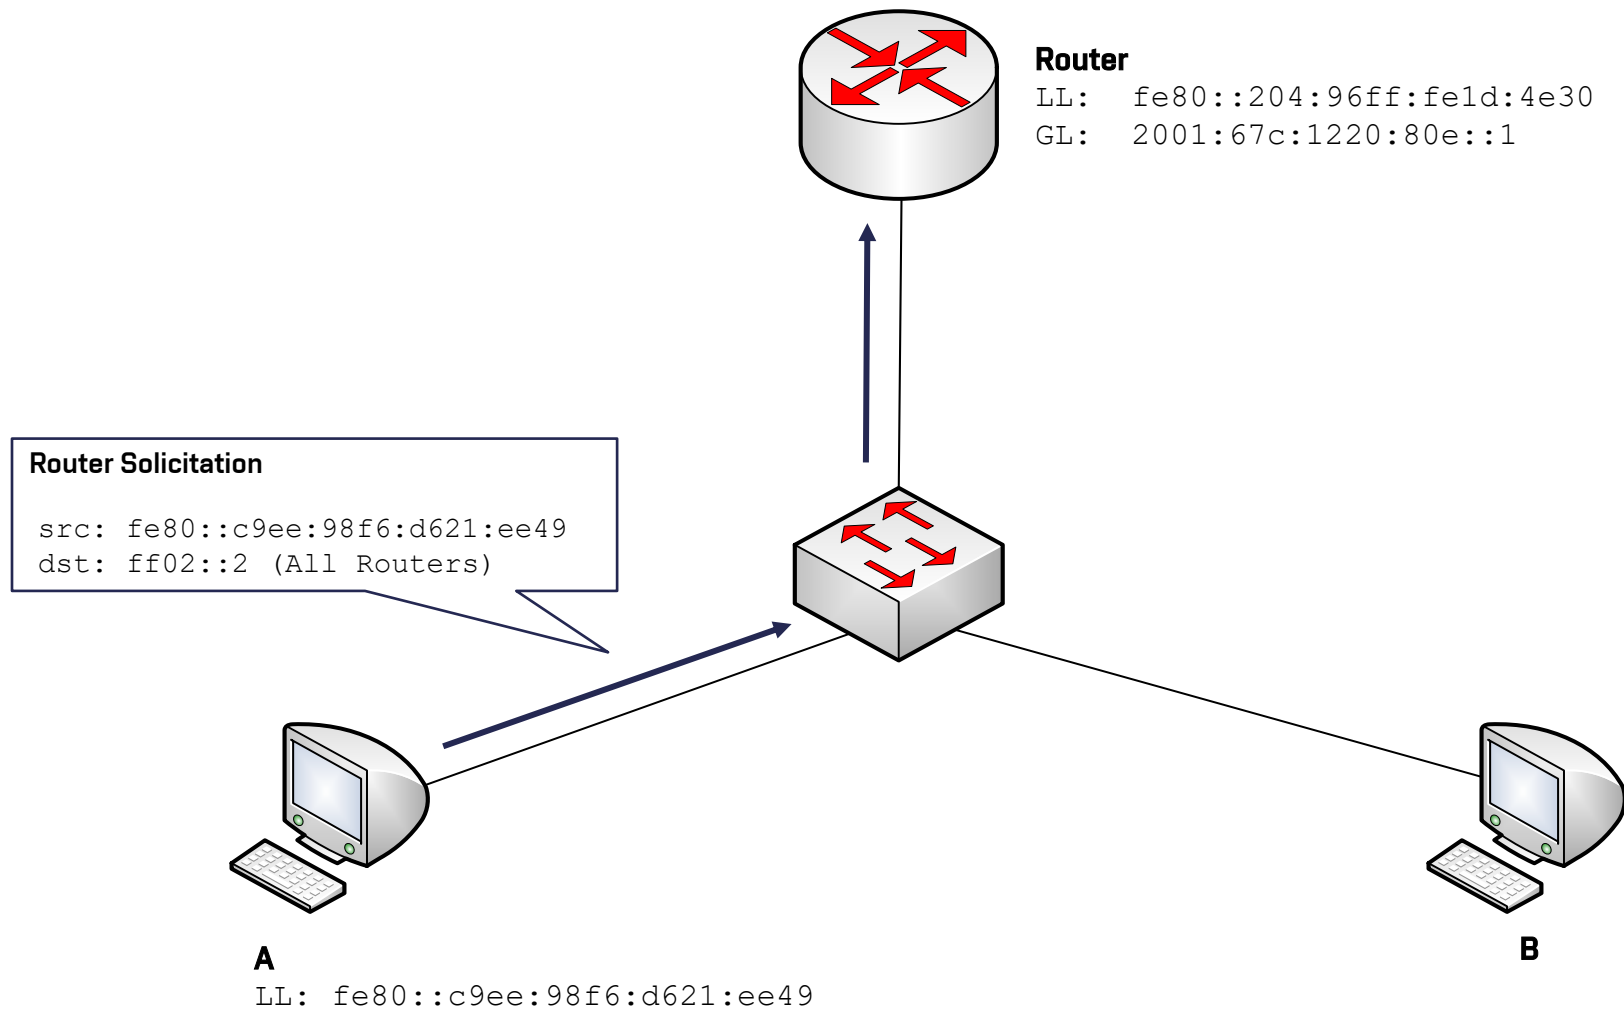 Router
LL: fe80::204:96ff:fe1d:4e30
GL: 2001:67c:1220:80e::1
Router Solicitation
src: fe80::c9ee:98f6:d621:ee49
dst: ff02::2 (All Routers)
A
LL: fe80::c9ee:98f6:d621:ee49
B